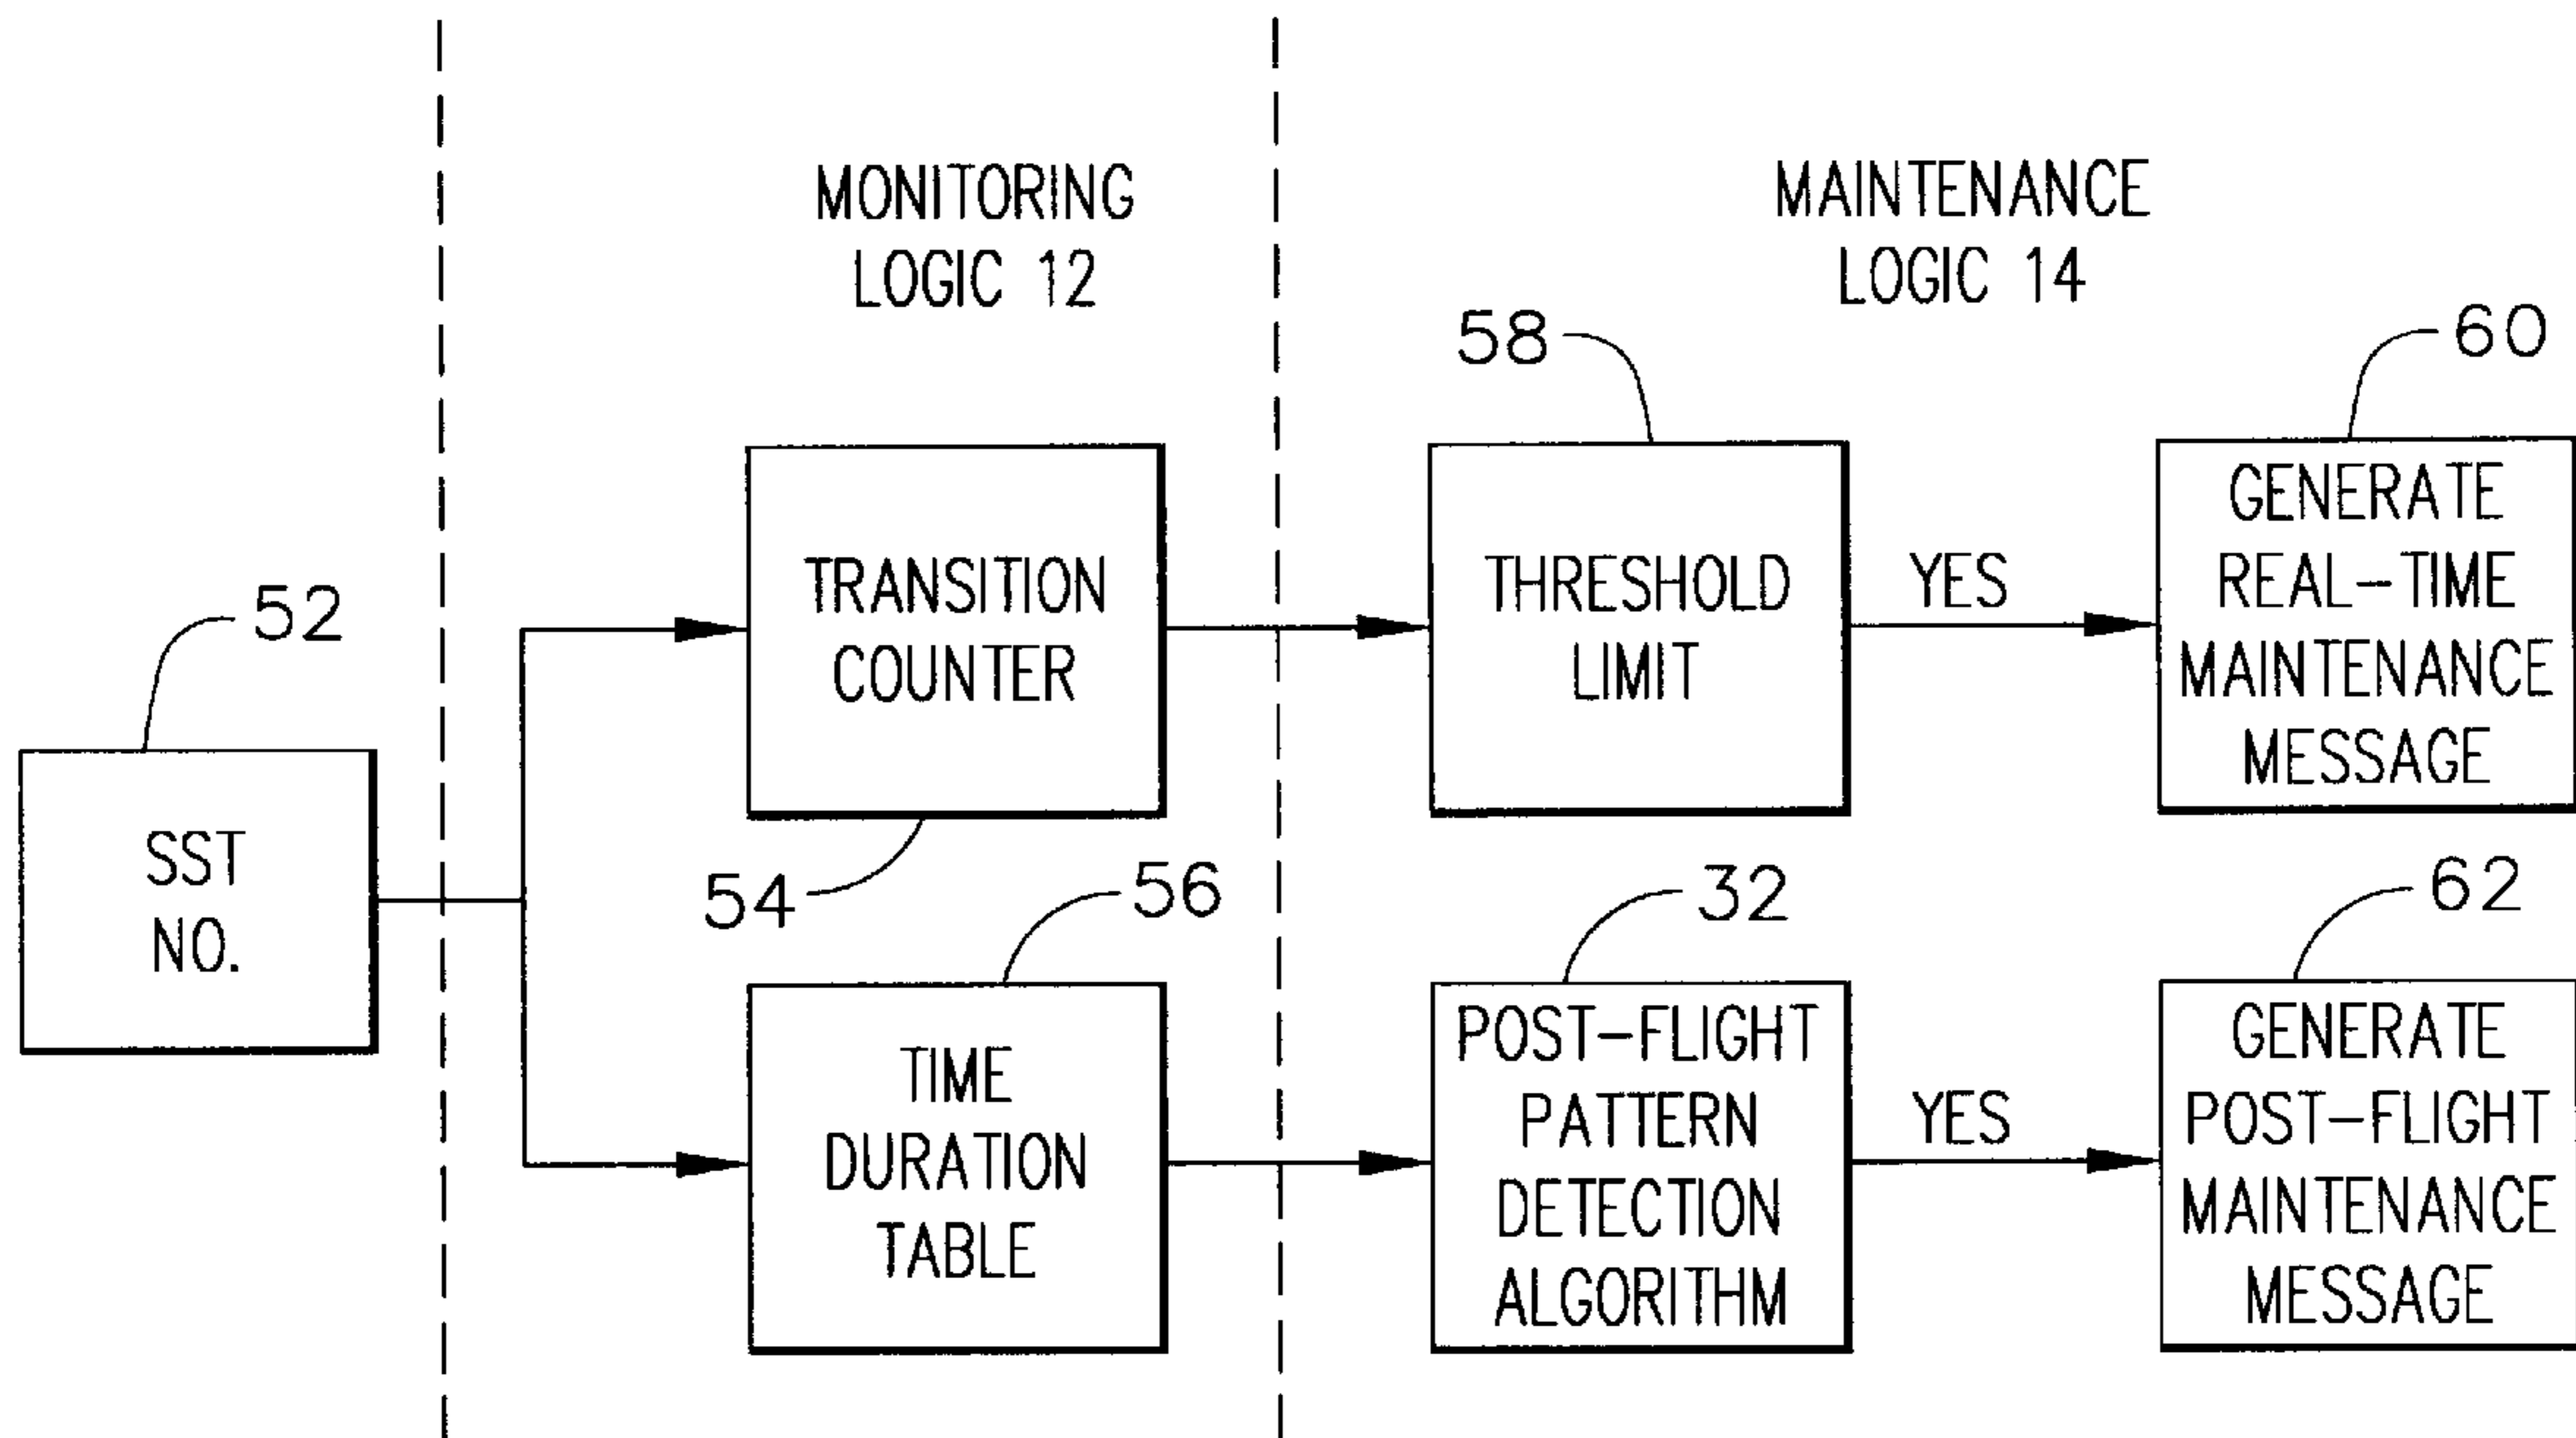 MONITORING
LOGIC 12
MAINTENANCE
LOGIC 14
52
SST
NO.
TRANSITION
COUNTER
54
58
THRESHOLD
LIMIT
YES
60
GENERATE
REAL-TIME
MAINTENANCE
MESSAGE
56
TIME
DURATION
TABLE
32
POST-FLIGHT
PATTERN
DETECTION
ALGORITHM
YES
62
GENERATE
POST-FLIGHT
MAINTENANCE
MESSAGE